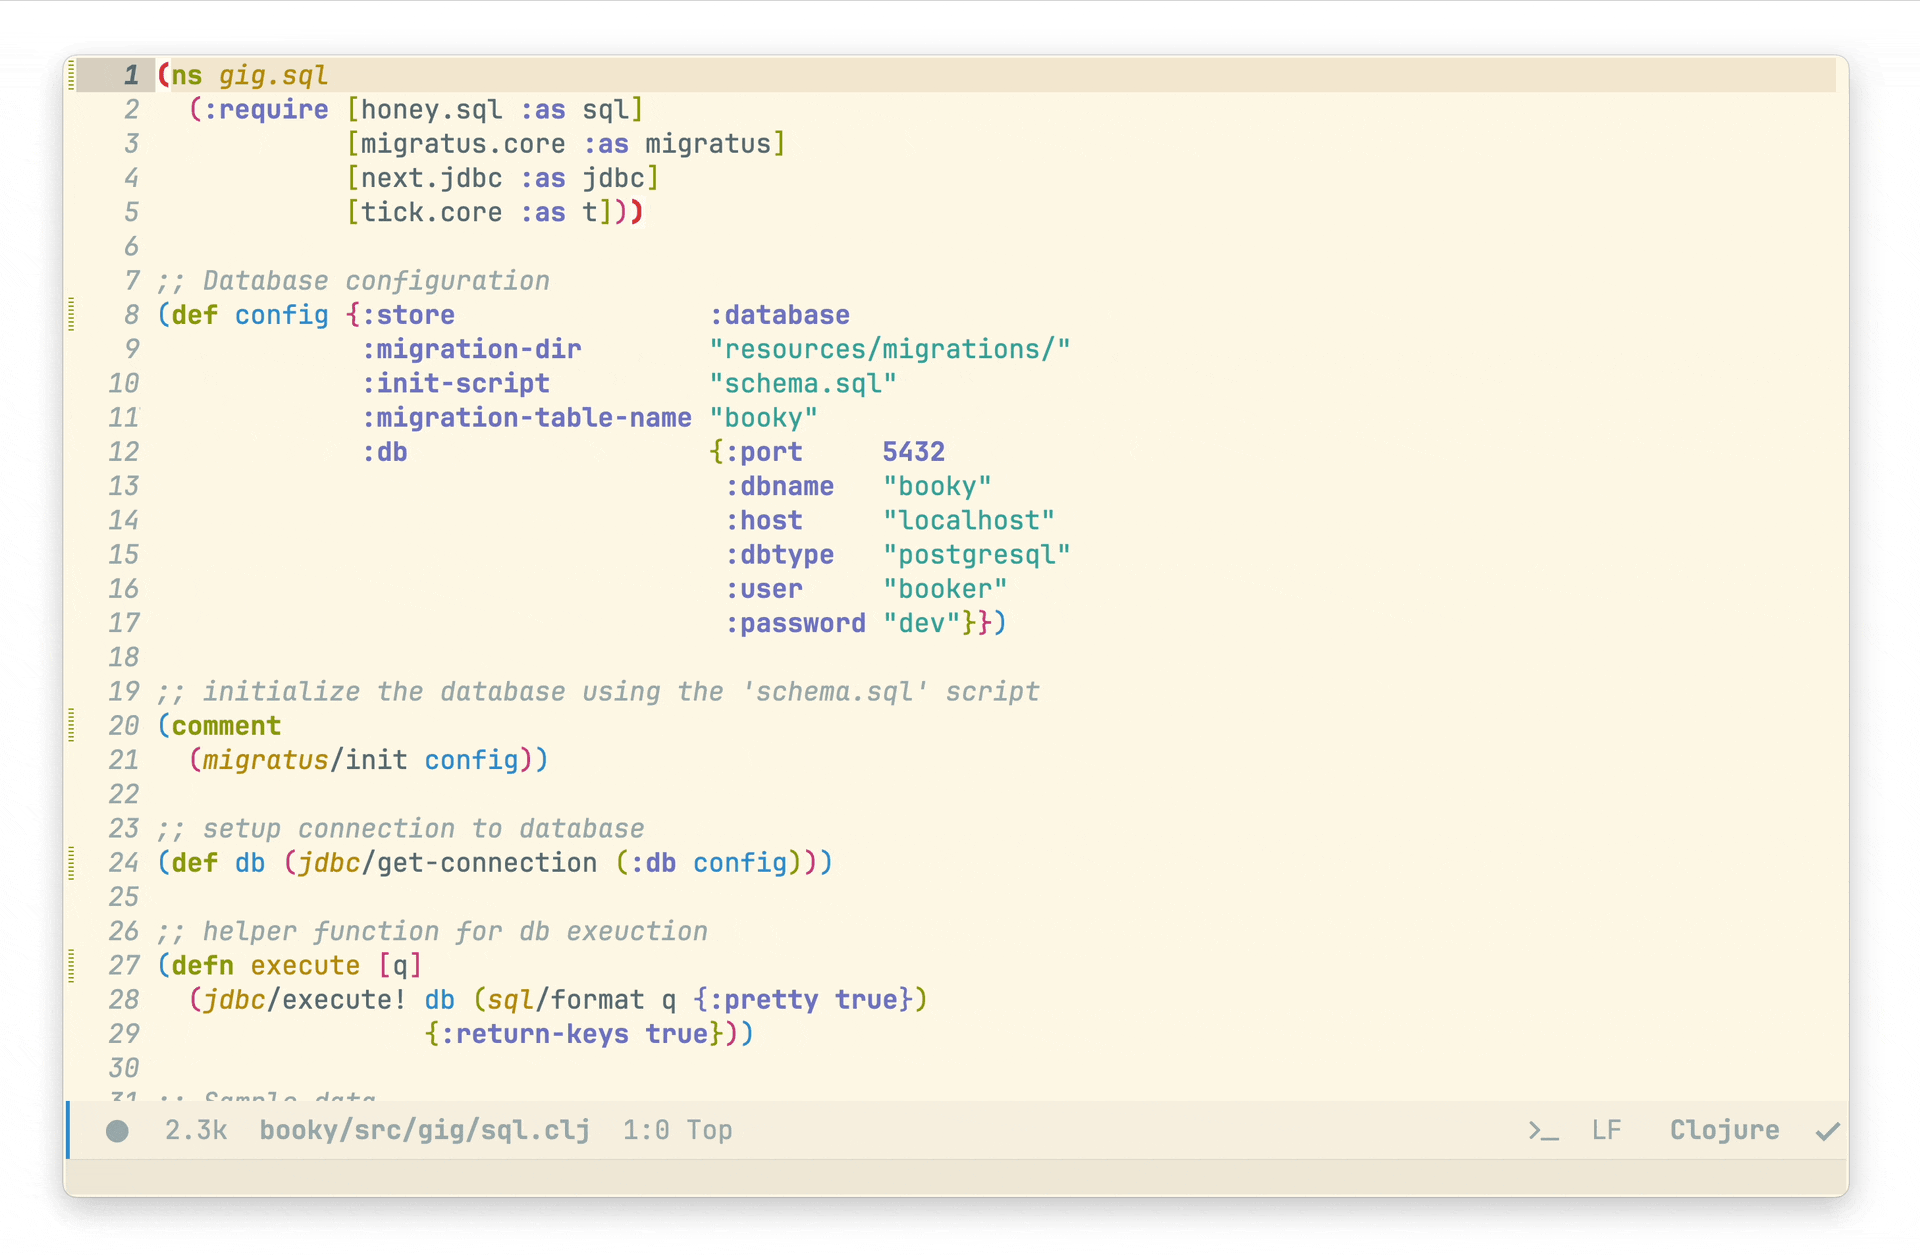 1 (ns gig.sql
2   (:require [honey.sql :as sql]
3             [migratus.core :as migratus]
4             [next.jdbc :as jdbc]
5             [tick.core :as t]))
6
7 ;; Database configuration
8 (def config {:store                :database
9              :migration-dir        "resources/migrations/"
10              :init-script          "schema.sql"
11              :migration-table-name "booky"
12              :db                   {:port     5432
13                                     :dbname   "booky"
14                                     :host     "localhost"
15                                     :dbtype   "postgresql"
16                                     :user     "booker"
17                                     :password "dev"}})
18
19 ;; initialize the database using the 'schema.sql' script
20 (comment
21   (migratus/init config))
22
23 ;; setup connection to database
24 (def db (jdbc/get-connection (:db config)))
25
26 ;; helper function for db exeuction
27 (defn execute [q]
28   (jdbc/execute! db (sql/format q {:pretty true})
29                  {:return-keys true}))
30
31 ;; Sample data
2.3k booky/src/gig/sql.clj 1:0 Top >_ LF Clojure